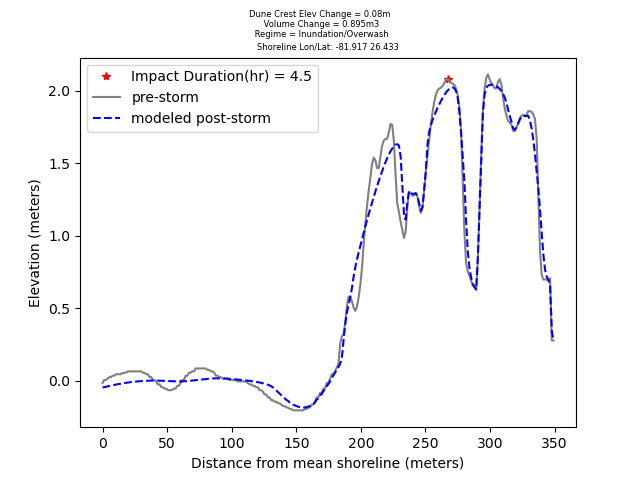 Dune Crest Elev Change = 0.08m
Volume Change = 0.895m3
Regime = Inundation/Overwash
Shoreline Lon/Lat: -81.917 26.433
Impact Duration(hr) = 4.5
pre-storm
modeled post-storm
Elevation (meters)
2.0
1.5
1.0
0.5
0.0
0 50 100 150 200 250 300 350
Distance from mean shoreline (meters)